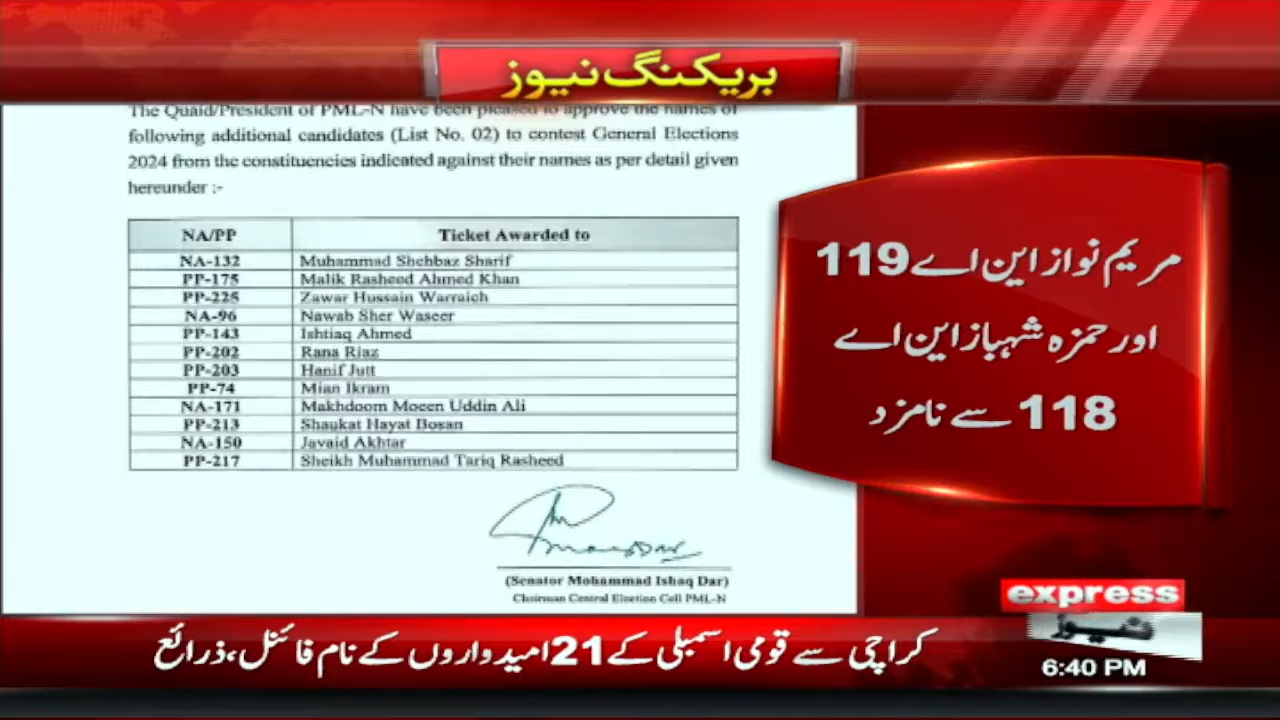 بریکنگ نیوز
The Quaid/President of PML-N have been pleased to approve the names of
following additional candidates (List No. 02) to contest General Elections
2024 from the constituencies indicated against their names as per detail given
hereunder :-
NA/PP Ticket Awarded to
NA-132 Muhammad Shehbaz Sharif
PP-175 Malik Rasheed Ahmed Khan
PP-225 Zawar Hussain Warraich
NA-96 Nawab Sher Waseer
PP-143 Ishtiaq Ahmed
PP-202 Rana Riaz
PP-203 Hanif Jutt
PP-74 Mian Ikram
NA-171 Makhdoom Moeen Uddin Ali
PP-213 Shaukat Hayat Bosan
NA-150 Javaid Akhtar
PP-217 Sheikh Muhammad Tariq Rasheed
(Senator Mohammad Ishaq Dar)
Chairman Central Election Cell PML-N
مریم نواز این اے 119
اور حمزہ شہباز این اے
118 سے نامزد
کراچی سے قومی اسمبلی کے 21 امیدواروں کے نام فائنل، ذرائع
express
نیوز
6:40 PM